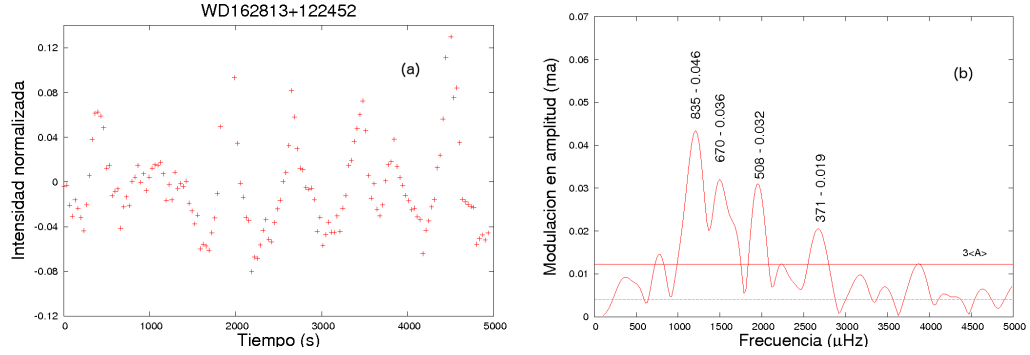 WD162813+122452
(a)
Intensidad normalizada
0.12
0.08
0.04
0
-0.04
-0.08
-0.12
0 1000 2000 3000 4000 5000
Tiempo (s)
(b)
Modulacion en amplitud (ma)
0.07
0.06
0.05
0.04
0.03
0.02
0.01
0
835 - 0.046
670 - 0.036
508 - 0.032
371 - 0.019
3<A>
0 500 1000 1500 2000 2500 3000 3500 4000 4500 5000
Frecuencia (μHz)